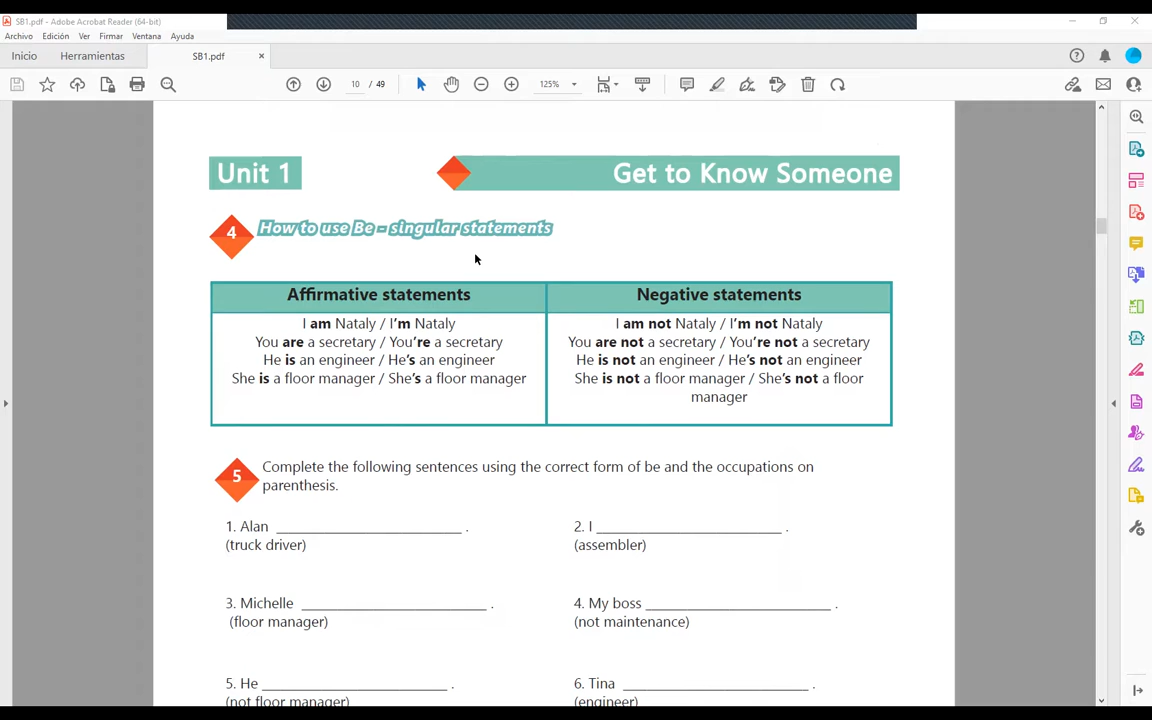 SB1.pdf - Adobe Acrobat Reader (64-bit)
Archivo Edición Ver Firmar Ventana Ayuda
Inicio Herramientas SB1.pdf ×
10 / 49 125%
Unit 1 Get to Know Someone
4 How to use Be - singular statements
Affirmative statements Negative statements
I am Nataly / I'm Nataly I am not Nataly / I'm not Nataly
You are a secretary / You're a secretary You are not a secretary / You're not a secretary
He is an engineer / He's an engineer He is not an engineer / He's not an engineer
She is a floor manager / She's a floor manager She is not a floor manager / She's not a floor
manager
5 Complete the following sentences using the correct form of be and the occupations on
parenthesis.
1. Alan ____________________ . 2. I ____________________ .
(truck driver) (assembler)
3. Michelle ____________________ . 4. My boss ____________________ .
(floor manager) (not maintenance)
5. He ____________________ . 6. Tina ____________________ .
(not floor manager) (engineer)